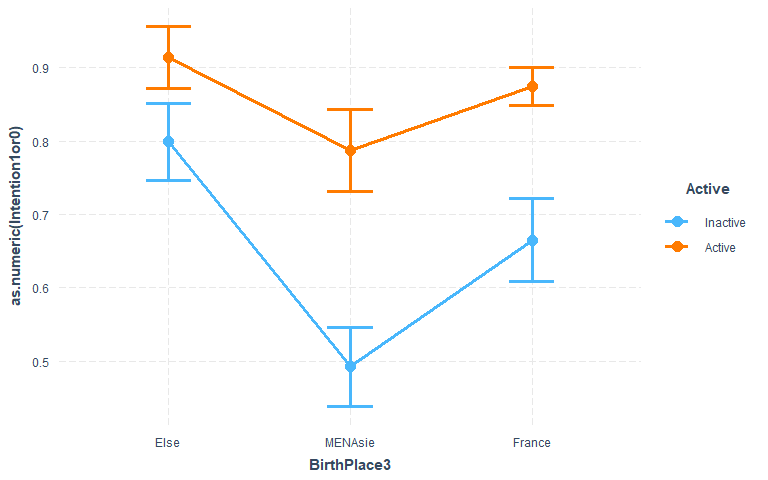 0.9
0.8
0.7
0.6
0.5
as.numeric(Intention1or0)
Else
MENAsie
France
BirthPlace3
Active
Inactive
Active